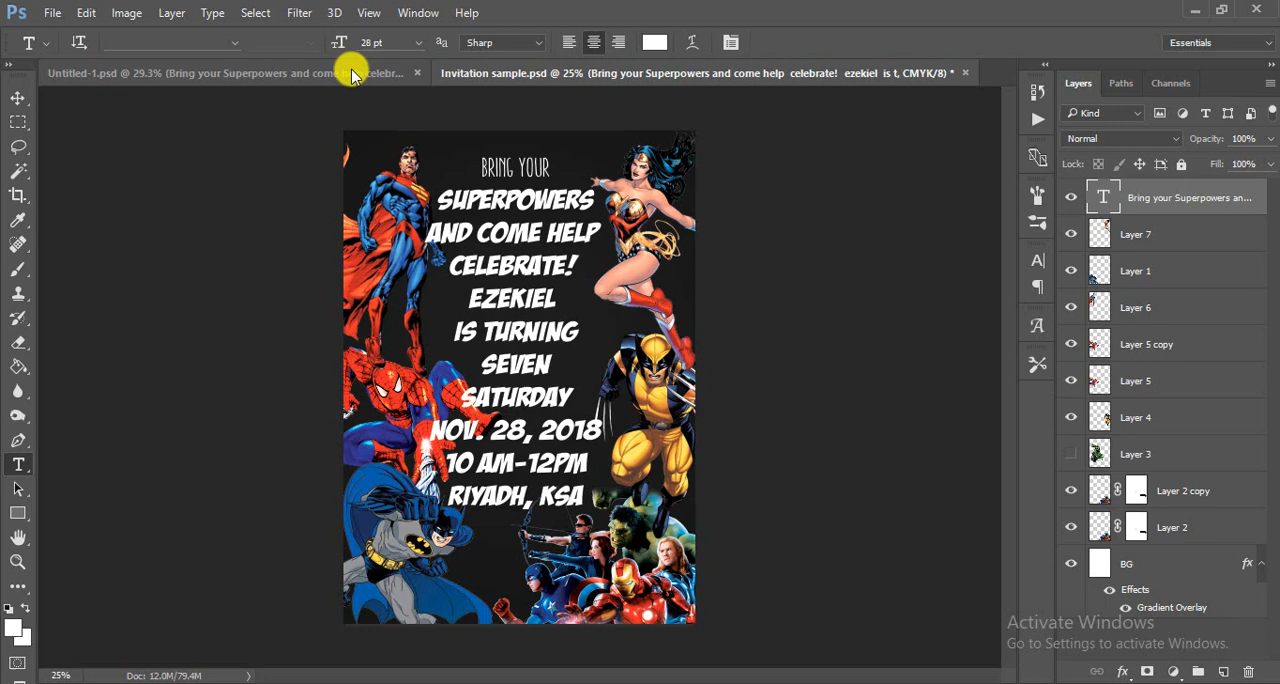 Ps File Edit Image Layer Type Select Filter 3D View Window Help
T 28 pt aa Sharp Essentials
Untitled-1.psd @ 29.3% (Bring your Superpowers and come celebr... × Invitation sample.psd @ 25% (Bring your Superpowers and come help celebrate! ezekiel is t, CMYK/8) * ×
Layers Paths Channels
Kind
Normal Opacity: 100%
Lock: Fill: 100%
T Bring your Superpowers an...
Layer 7
Layer 1
Layer 6
Layer 5 copy
Layer 5
Layer 4
Layer 3
Layer 2 copy
Layer 2
BG fx
Effects
Gradient Overlay
BRING YOUR
SUPERPOWERS
AND COME HELP
CELEBRATE!
EZEKIEL
IS TURNING
SEVEN
SATURDAY
NOV. 28, 2018
10 AM-12PM
RIYADH, KSA
Activate Windows
Go to Settings to activate Windows.
25% Doc: 12.0M/79.4M